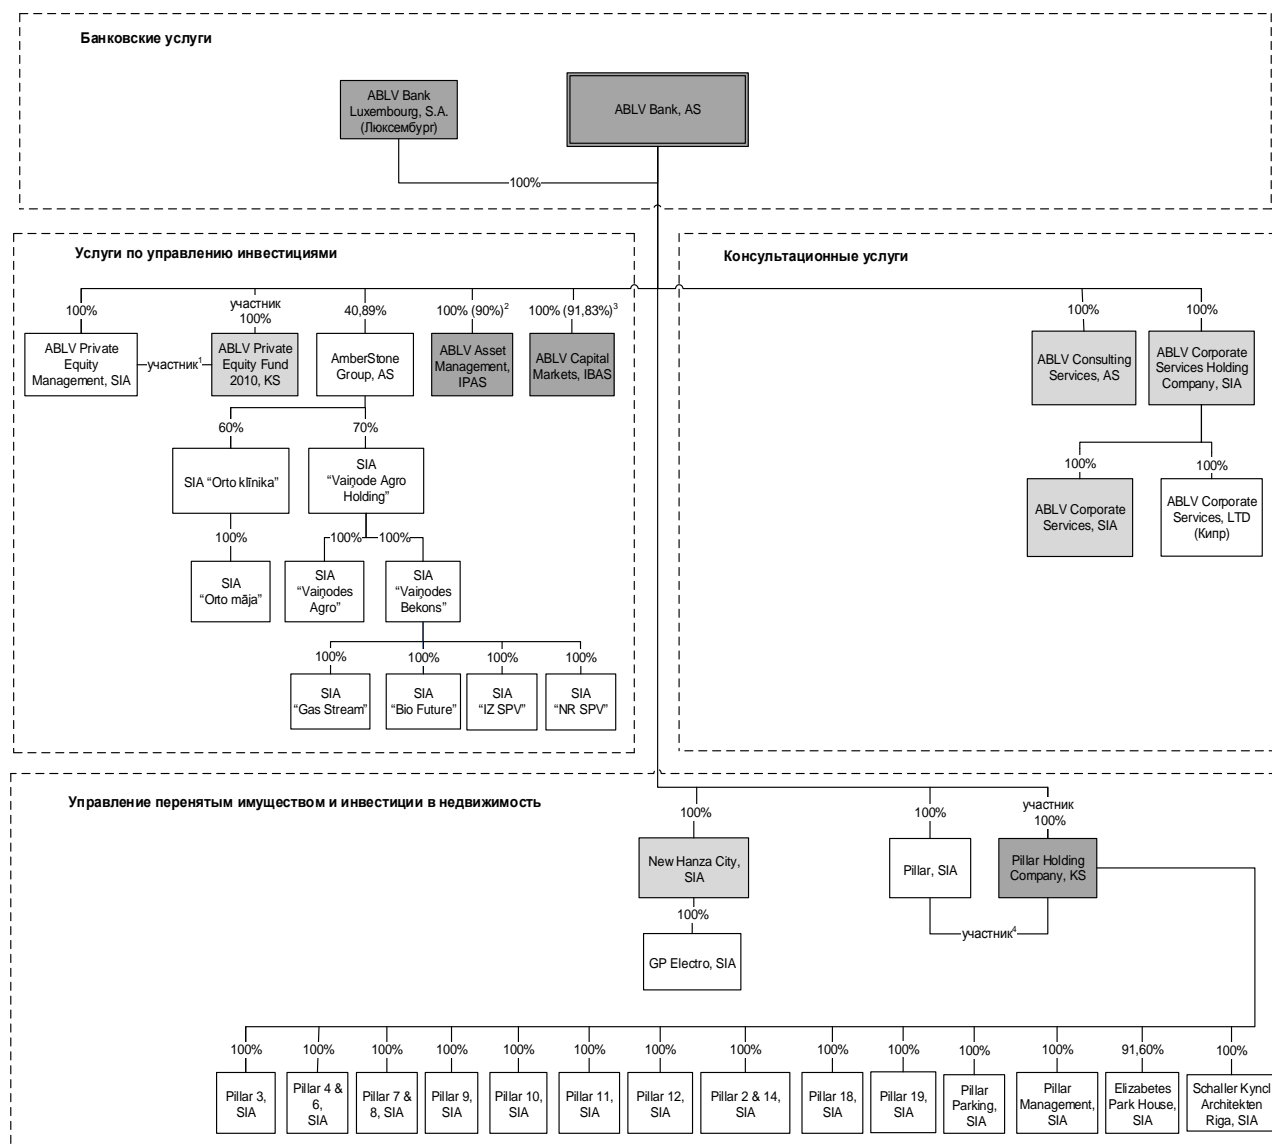 Банковские услуги
ABLV Bank
Luxembourg, S.A.
(Люксембург)
ABLV Bank, AS
100%
Услуги по управлению инвестициями
100%
участник
100%
40,89%
100% (90%)²
100% (91,83%)³
ABLV Private
Equity
Management, SIA
участник¹
ABLV Private
Equity Fund
2010, KS
AmberStone
Group, AS
ABLV Asset
Management,
IPAS
ABLV Capital
Markets, IBAS
60%
70%
SIA “Orto klīnika”
SIA
“Vaiņode Agro
Holding”
100%
100%
100%
SIA
“Orto māja”
SIA
“Vaiņodes
Agro”
SIA
“Vaiņodes
Bekons”
100%
100%
100%
100%
SIA
“Gas Stream”
SIA
“Bio Future”
SIA
“IZ SPV”
SIA
“NR SPV”
Консультационные услуги
100%
100%
ABLV Consulting
Services, AS
ABLV Corporate
Services Holding
Company, SIA
100%
100%
ABLV Corporate
Services, SIA
ABLV Corporate
Services, LTD
(Кипр)
Управление перенятым имуществом и инвестиции в недвижимость
100%
100%
участник
100%
New Hanza City,
SIA
Pillar, SIA
Pillar Holding
Company, KS
100%
участник⁴
GP Electro, SIA
100%
100%
100%
100%
100%
100%
100%
100%
100%
100%
100%
100%
91,60%
100%
Pillar 3,
SIA
Pillar 4 &
6,
SIA
Pillar 7 &
8, SIA
Pillar 9,
SIA
Pillar 10,
SIA
Pillar 11,
SIA
Pillar 12,
SIA
Pillar 2 & 14,
SIA
Pillar 18,
SIA
Pillar 19,
SIA
Pillar
Parking,
SIA
Pillar
Management,
SIA
Elizabetes
Park House,
SIA
Schaller Kyncl
Architekten
Riga, SIA